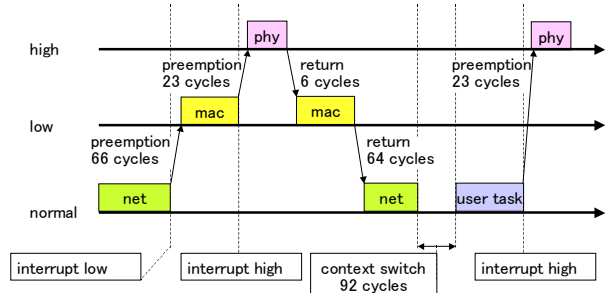 high
phy
phy
preemption
23 cycles
return
6 cycles
preemption
23 cycles
low
mac
mac
preemption
66 cycles
return
64 cycles
normal
net
net
user task
interrupt low
interrupt high
context switch
92 cycles
interrupt high